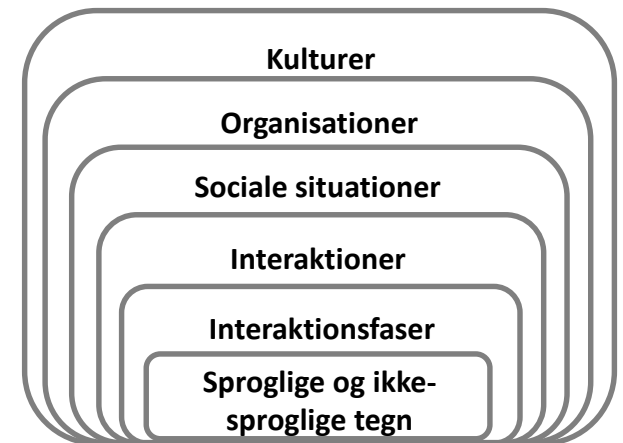 Kulturer
Organisationer
Sociale situationer
Interaktioner
Interaktionsfaser
Sproglige og ikke-
sproglige tegn